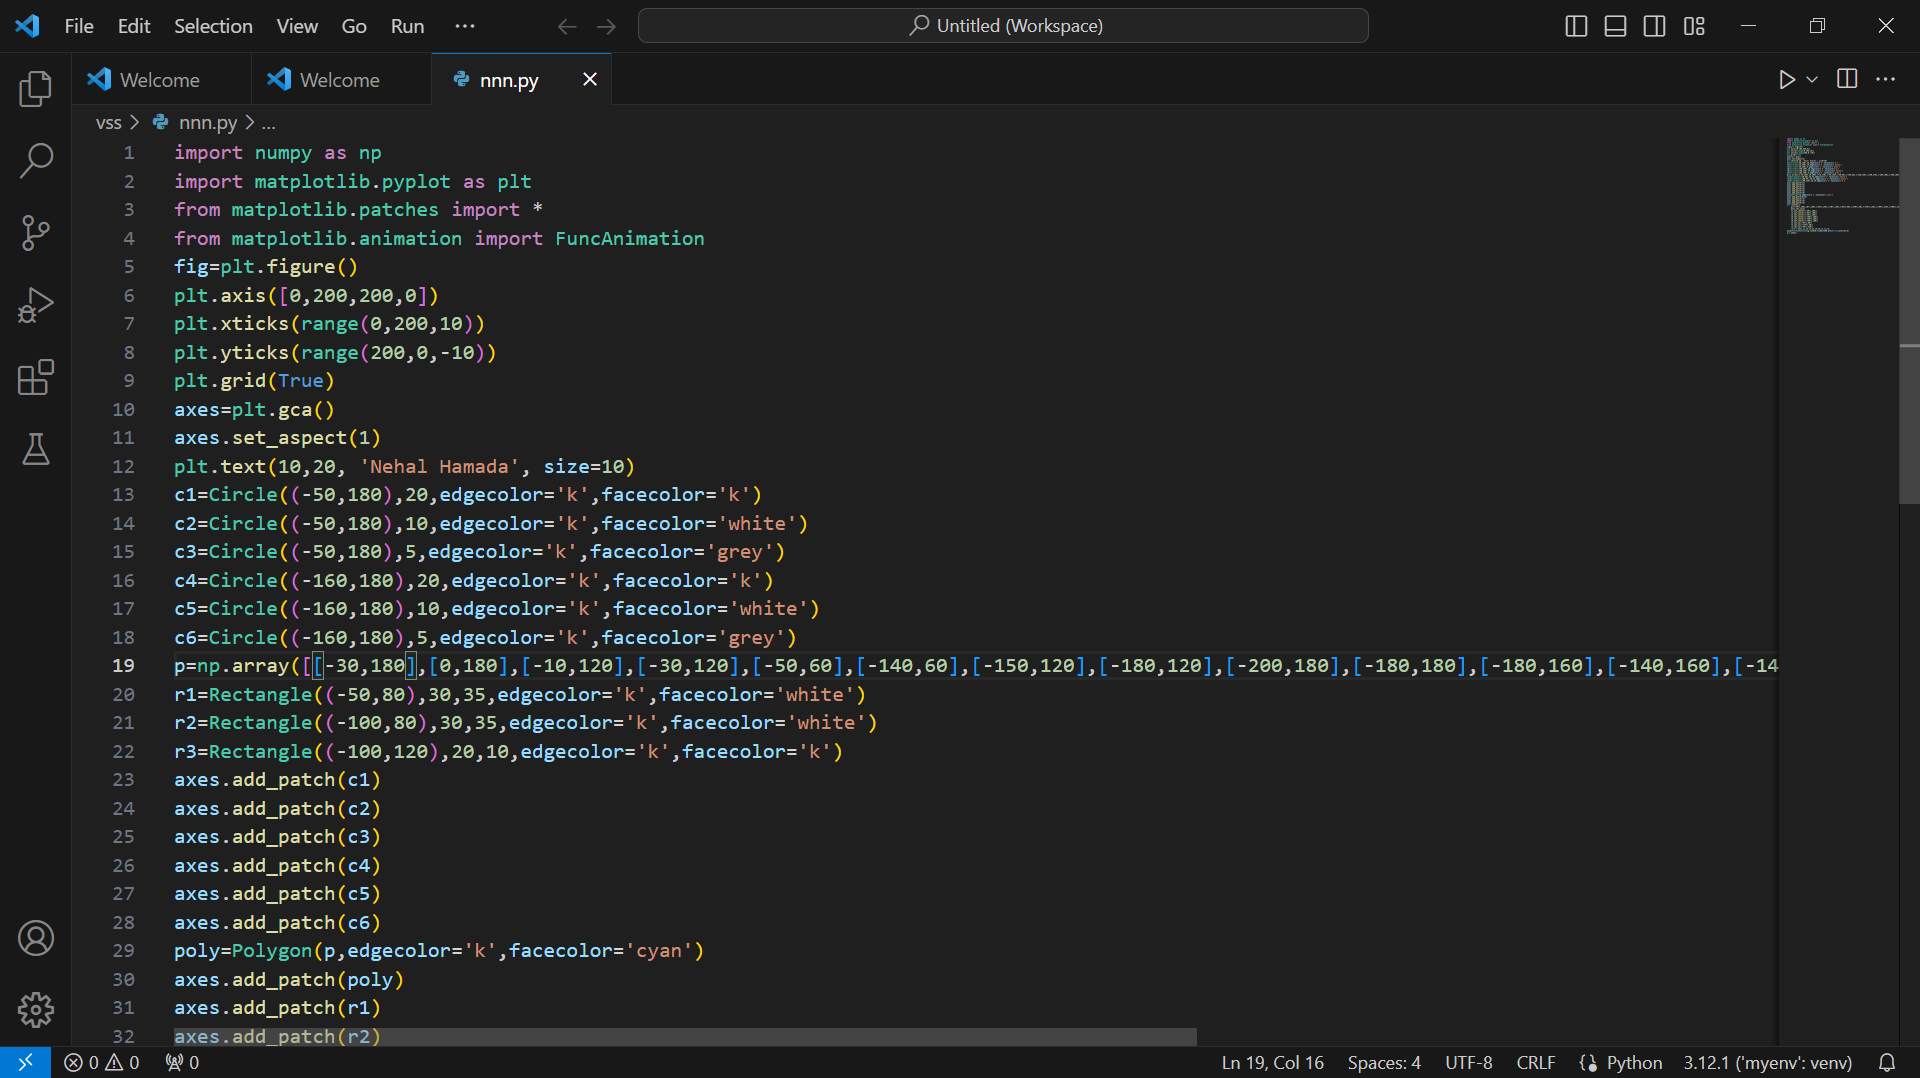 File Edit Selection View Go Run ··· Untitled (Workspace)
Welcome Welcome nnn.py
vss > nnn.py > ...
1 import numpy as np
2 import matplotlib.pyplot as plt
3 from matplotlib.patches import *
4 from matplotlib.animation import FuncAnimation
5 fig=plt.figure()
6 plt.axis([0,200,200,0])
7 plt.xticks(range(0,200,10))
8 plt.yticks(range(200,0,-10))
9 plt.grid(True)
10 axes=plt.gca()
11 axes.set_aspect(1)
12 plt.text(10,20, 'Nehal Hamada', size=10)
13 c1=Circle((-50,180),20,edgecolor='k',facecolor='k')
14 c2=Circle((-50,180),10,edgecolor='k',facecolor='white')
15 c3=Circle((-50,180),5,edgecolor='k',facecolor='grey')
16 c4=Circle((-160,180),20,edgecolor='k',facecolor='k')
17 c5=Circle((-160,180),10,edgecolor='k',facecolor='white')
18 c6=Circle((-160,180),5,edgecolor='k',facecolor='grey')
19 p=np.array([[-30,180],[0,180],[-10,120],[-30,120],[-50,60],[-140,60],[-150,120],[-180,120],[-200,180],[-180,180],[-180,160],[-140,160],[-14
20 r1=Rectangle((-50,80),30,35,edgecolor='k',facecolor='white')
21 r2=Rectangle((-100,80),30,35,edgecolor='k',facecolor='white')
22 r3=Rectangle((-100,120),20,10,edgecolor='k',facecolor='k')
23 axes.add_patch(c1)
24 axes.add_patch(c2)
25 axes.add_patch(c3)
26 axes.add_patch(c4)
27 axes.add_patch(c5)
28 axes.add_patch(c6)
29 poly=Polygon(p,edgecolor='k',facecolor='cyan')
30 axes.add_patch(poly)
31 axes.add_patch(r1)
32 axes.add_patch(r2)
0 0 0 Ln 19, Col 16 Spaces: 4 UTF-8 CRLF Python 3.12.1 ('myenv': venv)